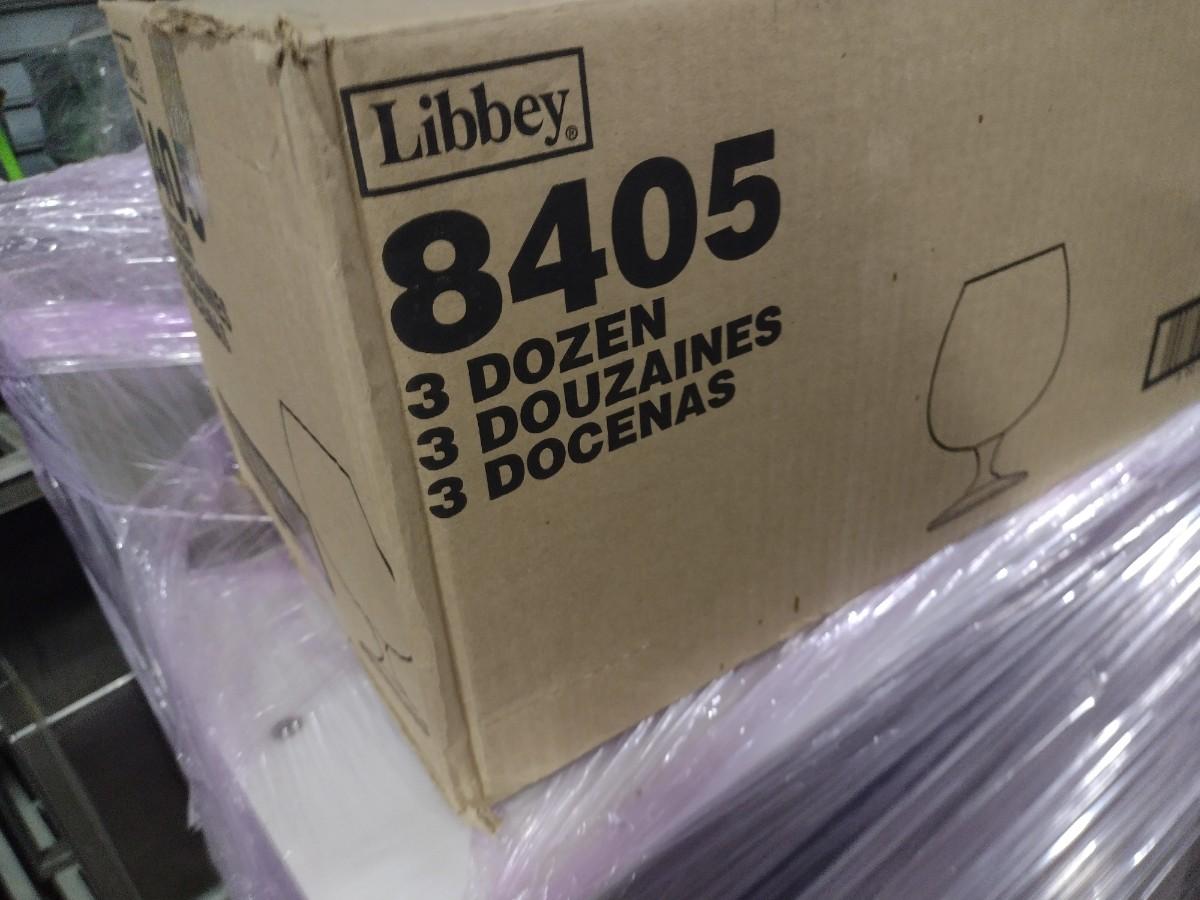 Libbey®
8405
3 DOZEN
3 DOUZAINES
3 DOCENAS